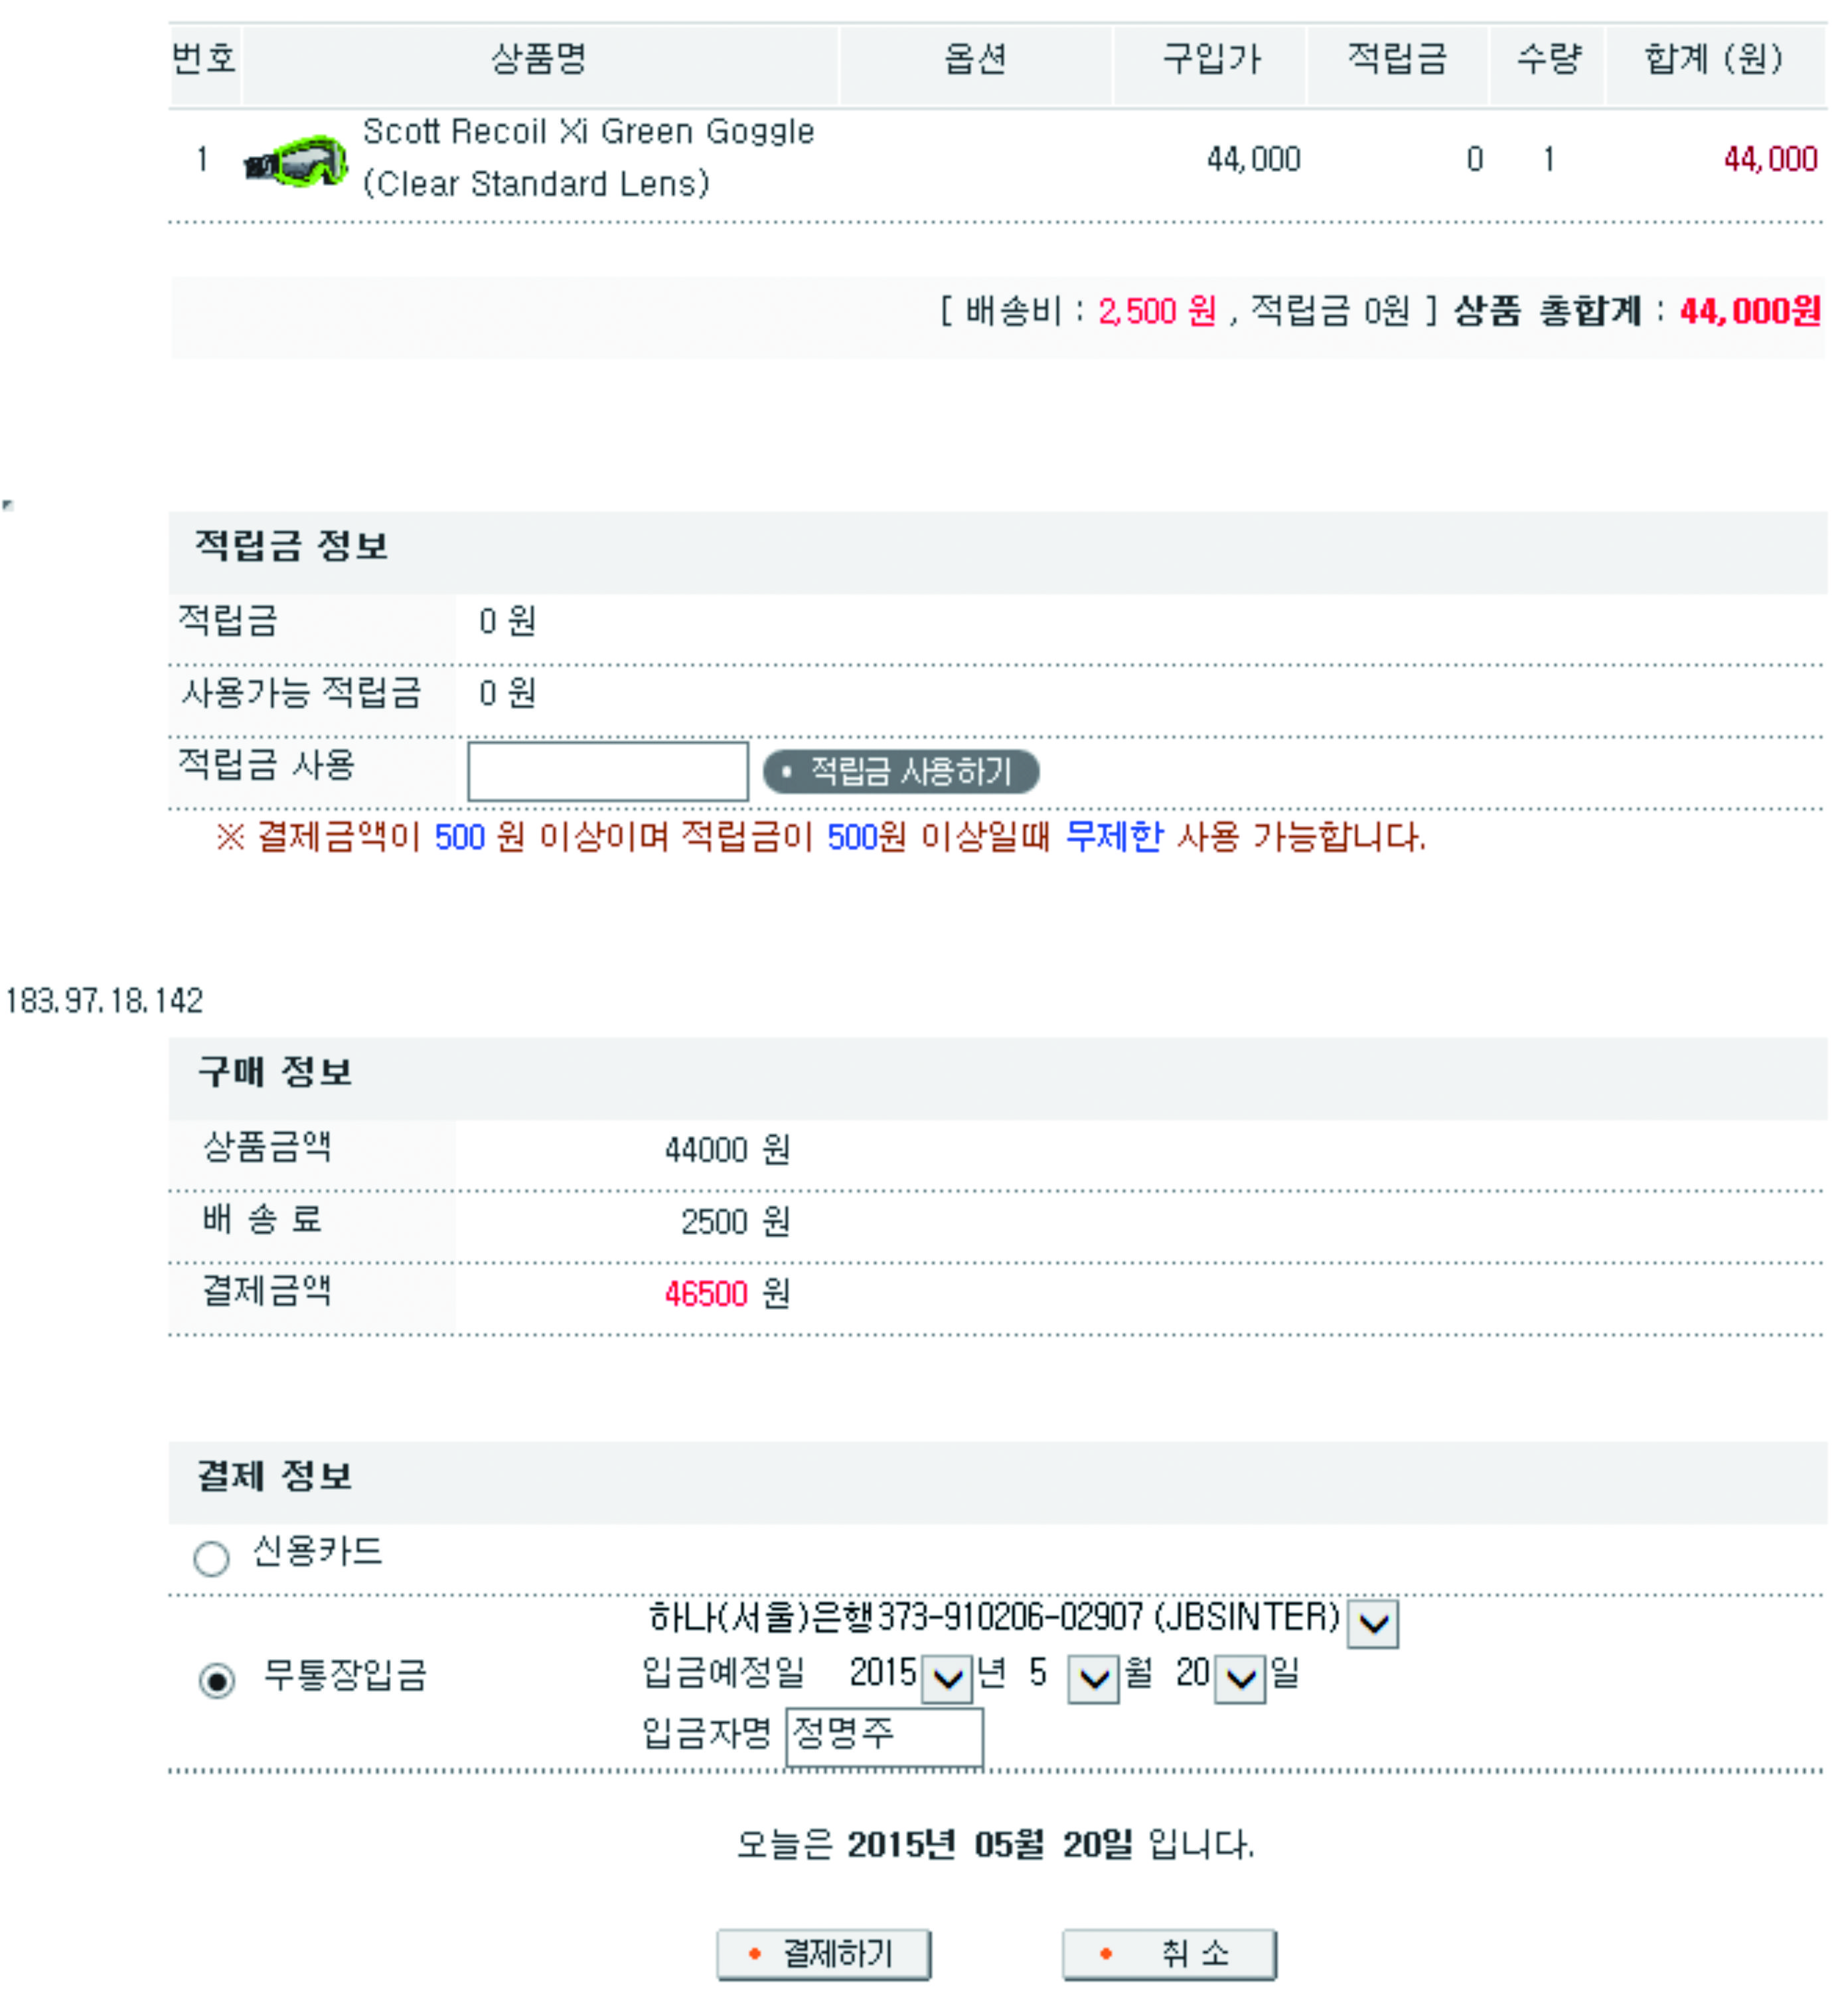 번호 상품명 옵션 구입가 적립금 수량 합계 (원)
1 Scott Recoil Xi Green Goggle (Clear Standard Lens) 44,000 0 1 44,000
[ 배송비 : 2,500 원 , 적립금 0원 ] 상품 총합계 : 44,000원
적립금 정보
적립금 0 원
사용가능 적립금 0 원
적립금 사용 적립금 사용하기
※ 결제금액이 500 원 이상이며 적립금이 500원 이상일때 무제한 사용 가능합니다.
183.97.18.142
구매 정보
상품금액 44000 원
배 송 료 2500 원
결제금액 46500 원
결제 정보
신용카드
하나(서울)은행373-910206-02907 (JBSINTER)
무통장입금 입금예정일 2015 년 5 월 20 일
입금자명 정명주
오늘은 2015년 05월 20일 입니다.
결제하기 취 소